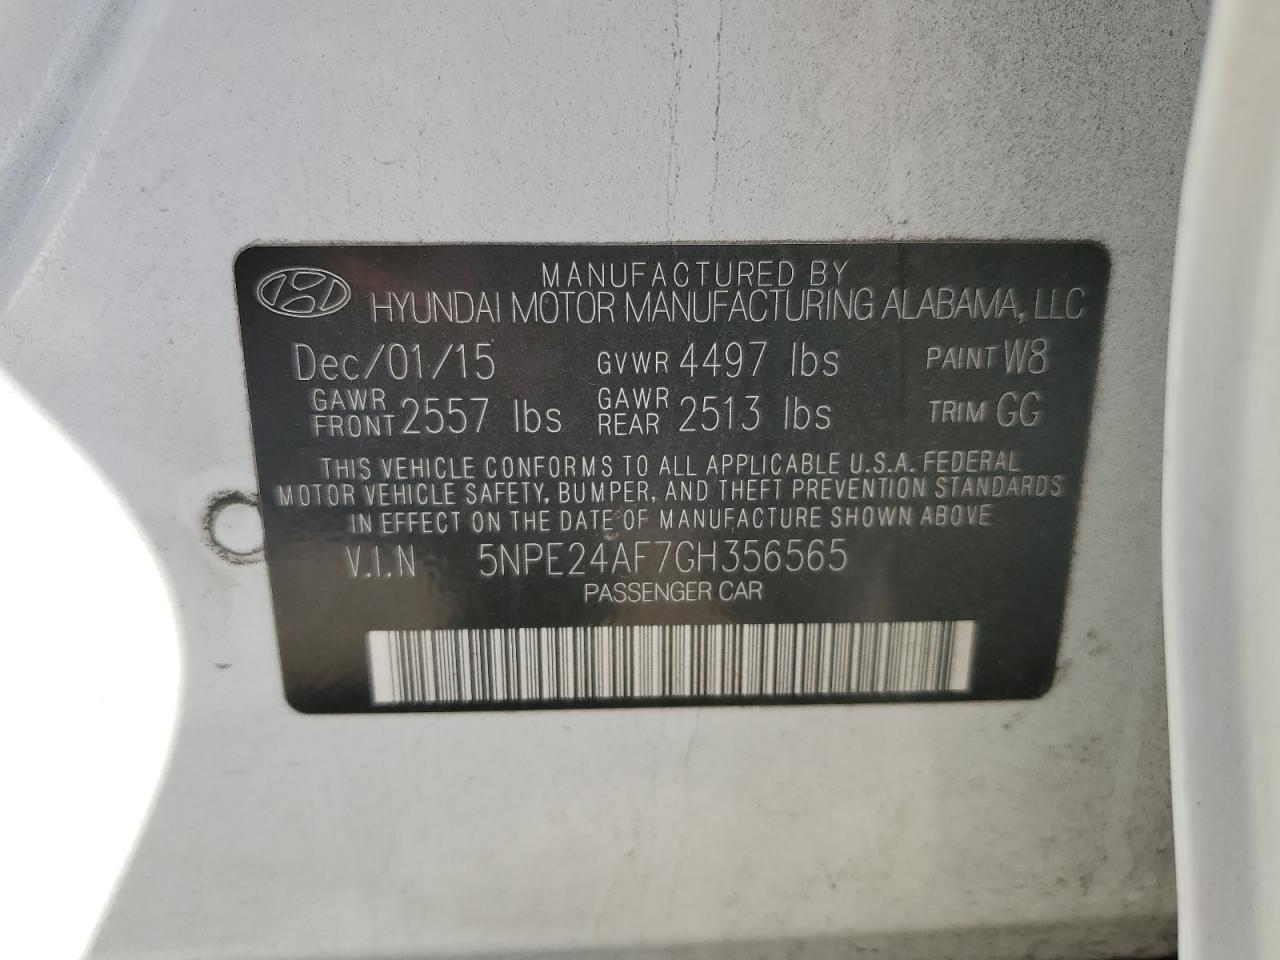 MANUFACTURED BY
HYUNDAI MOTOR MANUFACTURING ALABAMA, LLC
Dec/01/15 GVWR 4497 lbs PAINT W8
GAWR FRONT 2557 lbs GAWR REAR 2513 lbs TRIM GG
THIS VEHICLE CONFORMS TO ALL APPLICABLE U.S.A. FEDERAL
MOTOR VEHICLE SAFETY, BUMPER, AND THEFT PREVENTION STANDARDS
IN EFFECT ON THE DATE OF MANUFACTURE SHOWN ABOVE
V.I.N 5NPE24AF7GH356565
PASSENGER CAR